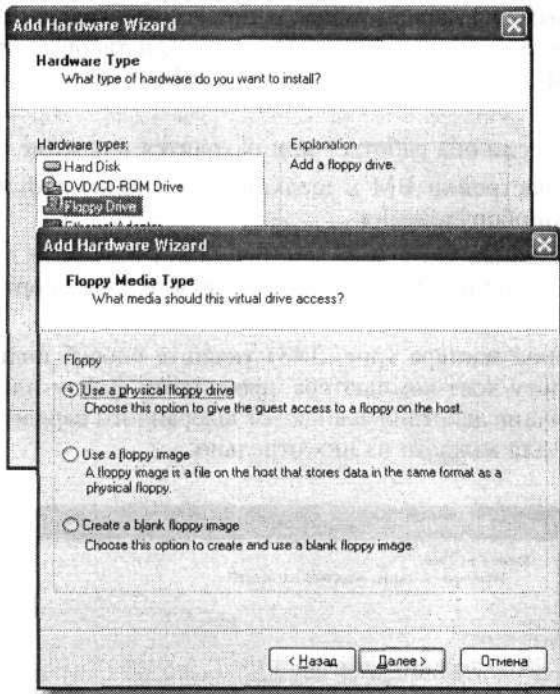 Add Hardware Wizard
Hardware Type
What type of hardware do you want to install?
Hardware types:
Hard Disk
DVD/CD-ROM Drive
Floppy Drive
Ethernet Adapter
Explanation
Add a floppy drive.
Add Hardware Wizard
Floppy Media Type
What media should this virtual drive access?
Floppy
Use a physical floppy drive
Choose this option to give the guest access to a floppy on the host.
Use a floppy image
A floppy image is a file on the host that stores data in the same format as a
physical floppy.
Create a blank floppy image
Choose this option to create and use a blank floppy image.
< Назад
Далее >
Отмена